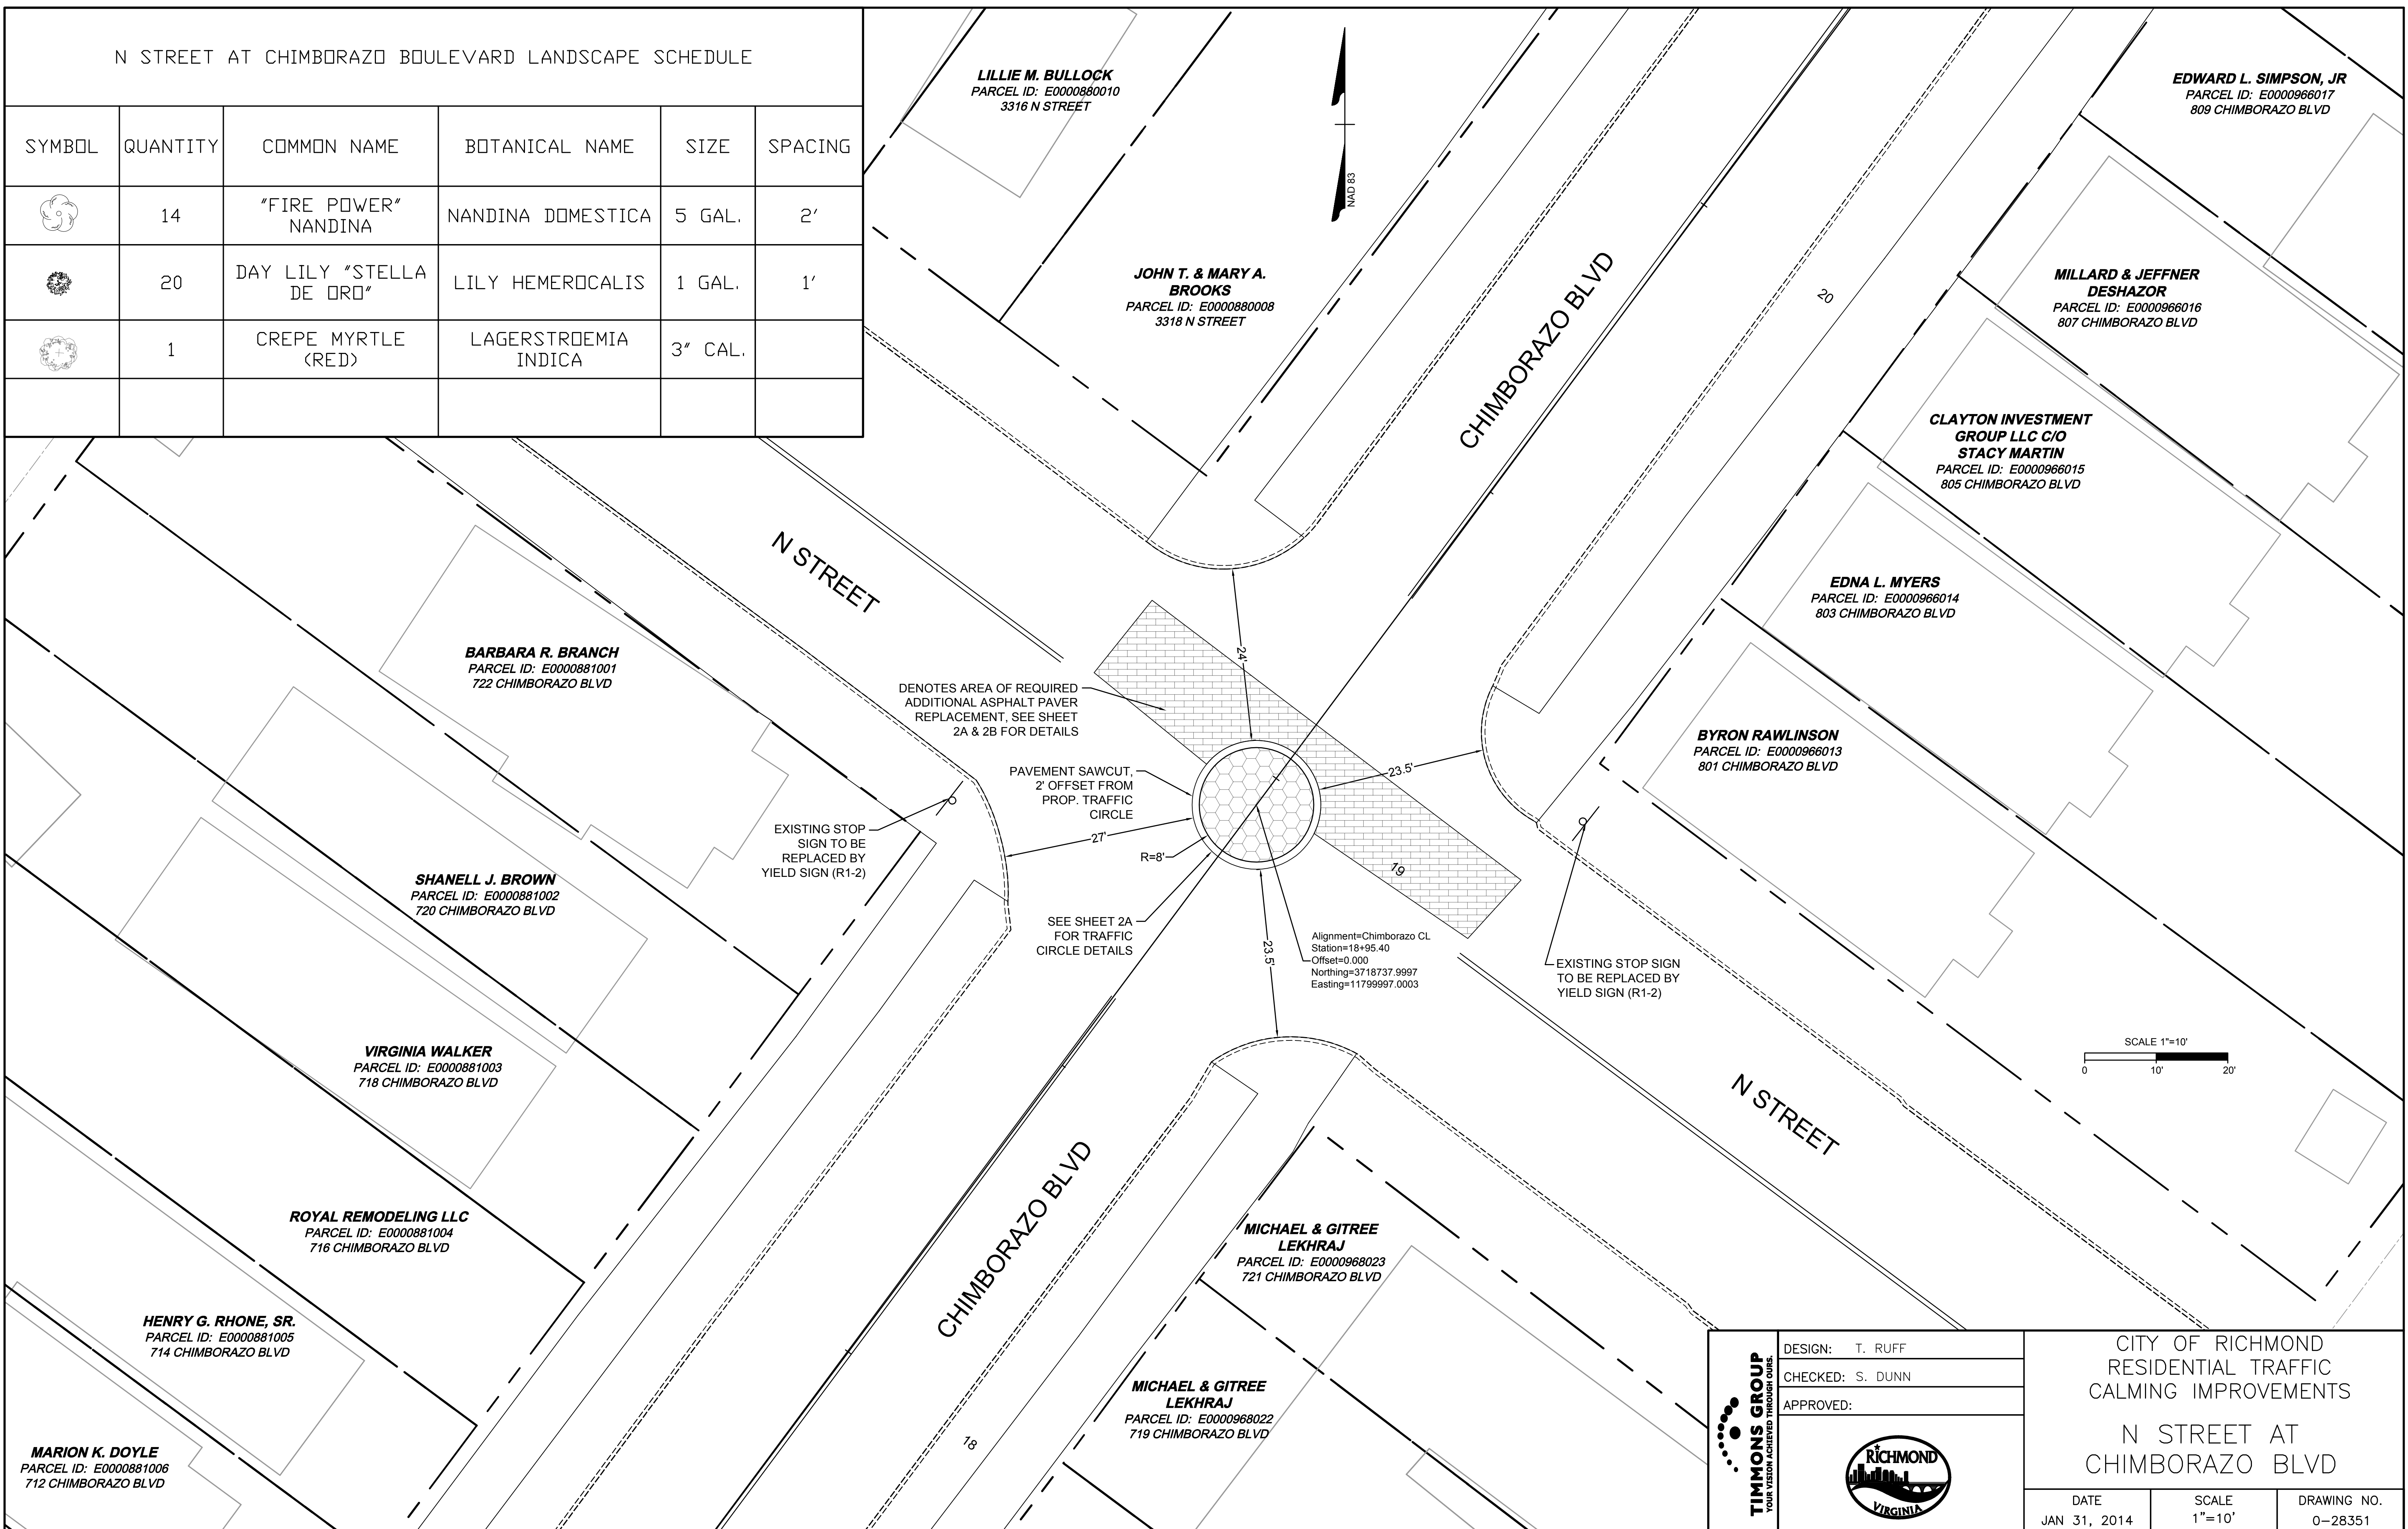 N STREET AT CHIMBORAZO BOULEVARD LANDSCAPE SCHEDULE
SYMBOL QUANTITY COMMON NAME BOTANICAL NAME SIZE SPACING
14 "FIRE POWER" NANDINA NANDINA DOMESTICA 5 GAL. 2'
20 DAY LILY "STELLA DE ORO" LILY HEMEROCALIS 1 GAL. 1'
1 CREPE MYRTLE (RED) LAGERSTROEMIA INDICA 3" CAL.
LILLIE M. BULLOCK
PARCEL ID: E0000880010
3316 N STREET
NAD 83
EDWARD L. SIMPSON, JR
PARCEL ID: E0000966017
809 CHIMBORAZO BLVD
JOHN T. & MARY A.
BROOKS
PARCEL ID: E0000880008
3318 N STREET
CHIMBORAZO BLVD
20
MILLARD & JEFFNER
DESHAZOR
PARCEL ID: E0000966016
807 CHIMBORAZO BLVD
CLAYTON INVESTMENT
GROUP LLC C/O
STACY MARTIN
PARCEL ID: E0000966015
805 CHIMBORAZO BLVD
N STREET
EDNA L. MYERS
PARCEL ID: E0000966014
803 CHIMBORAZO BLVD
BARBARA R. BRANCH
PARCEL ID: E0000881001
722 CHIMBORAZO BLVD
24'
DENOTES AREA OF REQUIRED
ADDITIONAL ASPHALT PAVER
REPLACEMENT, SEE SHEET
2A & 2B FOR DETAILS
BYRON RAWLINSON
PARCEL ID: E0000966013
801 CHIMBORAZO BLVD
PAVEMENT SAWCUT,
2' OFFSET FROM
PROP. TRAFFIC
CIRCLE
23.5'
EXISTING STOP
SIGN TO BE
REPLACED BY
YIELD SIGN (R1-2)
27'
R=8'
19
SHANELL J. BROWN
PARCEL ID: E0000881002
720 CHIMBORAZO BLVD
SEE SHEET 2A
FOR TRAFFIC
CIRCLE DETAILS
23.5'
Alignment=Chimborazo CL
Station=18+95.40
Offset=0.000
Northing=3718737.9997
Easting=11799997.0003
EXISTING STOP SIGN
TO BE REPLACED BY
YIELD SIGN (R1-2)
VIRGINIA WALKER
PARCEL ID: E0000881003
718 CHIMBORAZO BLVD
SCALE 1"=10'
0 10' 20'
N STREET
CHIMBORAZO BLVD
ROYAL REMODELING LLC
PARCEL ID: E0000881004
716 CHIMBORAZO BLVD
MICHAEL & GITREE
LEKHRAJ
PARCEL ID: E0000968023
721 CHIMBORAZO BLVD
HENRY G. RHONE, SR.
PARCEL ID: E0000881005
714 CHIMBORAZO BLVD
MICHAEL & GITREE
LEKHRAJ
PARCEL ID: E0000968022
719 CHIMBORAZO BLVD
18
MARION K. DOYLE
PARCEL ID: E0000881006
712 CHIMBORAZO BLVD
TIMMONS GROUP
YOUR VISION ACHIEVED THROUGH OURS.
DESIGN: T. RUFF
CHECKED: S. DUNN
APPROVED:
RICHMOND
VIRGINIA
CITY OF RICHMOND
RESIDENTIAL TRAFFIC
CALMING IMPROVEMENTS
N STREET AT
CHIMBORAZO BLVD
DATE SCALE DRAWING NO.
JAN 31, 2014 1"=10' 0-28351